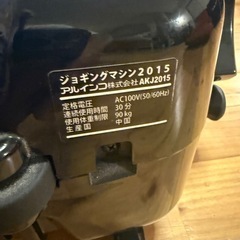 ジョギングマシン2015
アルインコ株式会社 AKJ2015
定格電圧 AC100V(50/60Hz)
連続使用時間 30分
使用体重制限 90kg
生産国 中国